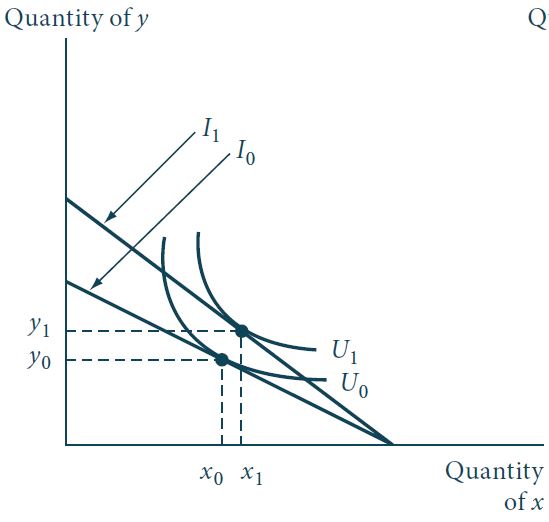 Quantity of y
Q
I₁
I₀
y₁
y₀
U₁
U₀
x₀ x₁
Quantity
of x